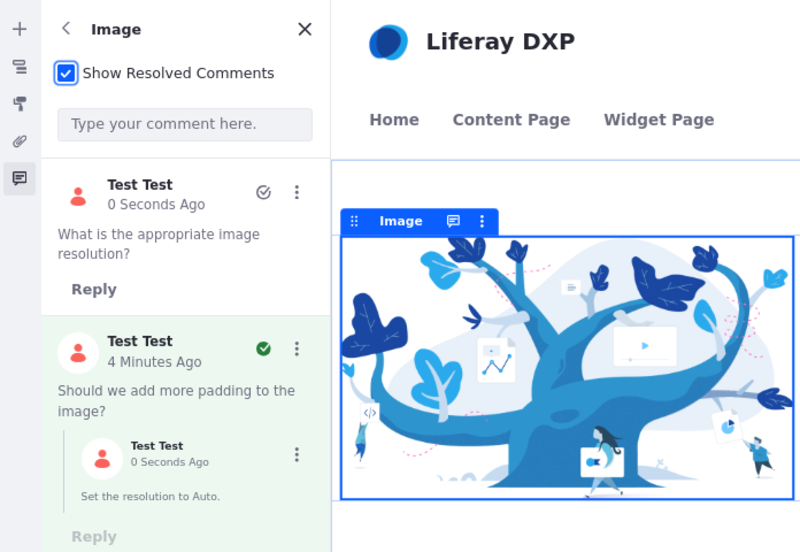 Image
Show Resolved Comments
Type your comment here.
Test Test
0 Seconds Ago
What is the appropriate image
resolution?
Reply
Test Test
4 Minutes Ago
Should we add more padding to the
image?
Test Test
0 Seconds Ago
Set the resolution to Auto.
Reply
Liferay DXP
Home Content Page Widget Page
Image